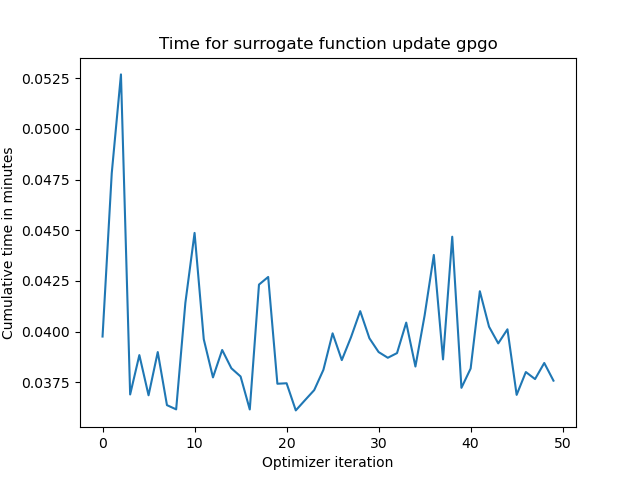 Time for surrogate function update gpgo
Cumulative time in minutes
0.0525
0.0500
0.0475
0.0450
0.0425
0.0400
0.0375
0 10 20 30 40 50
Optimizer iteration